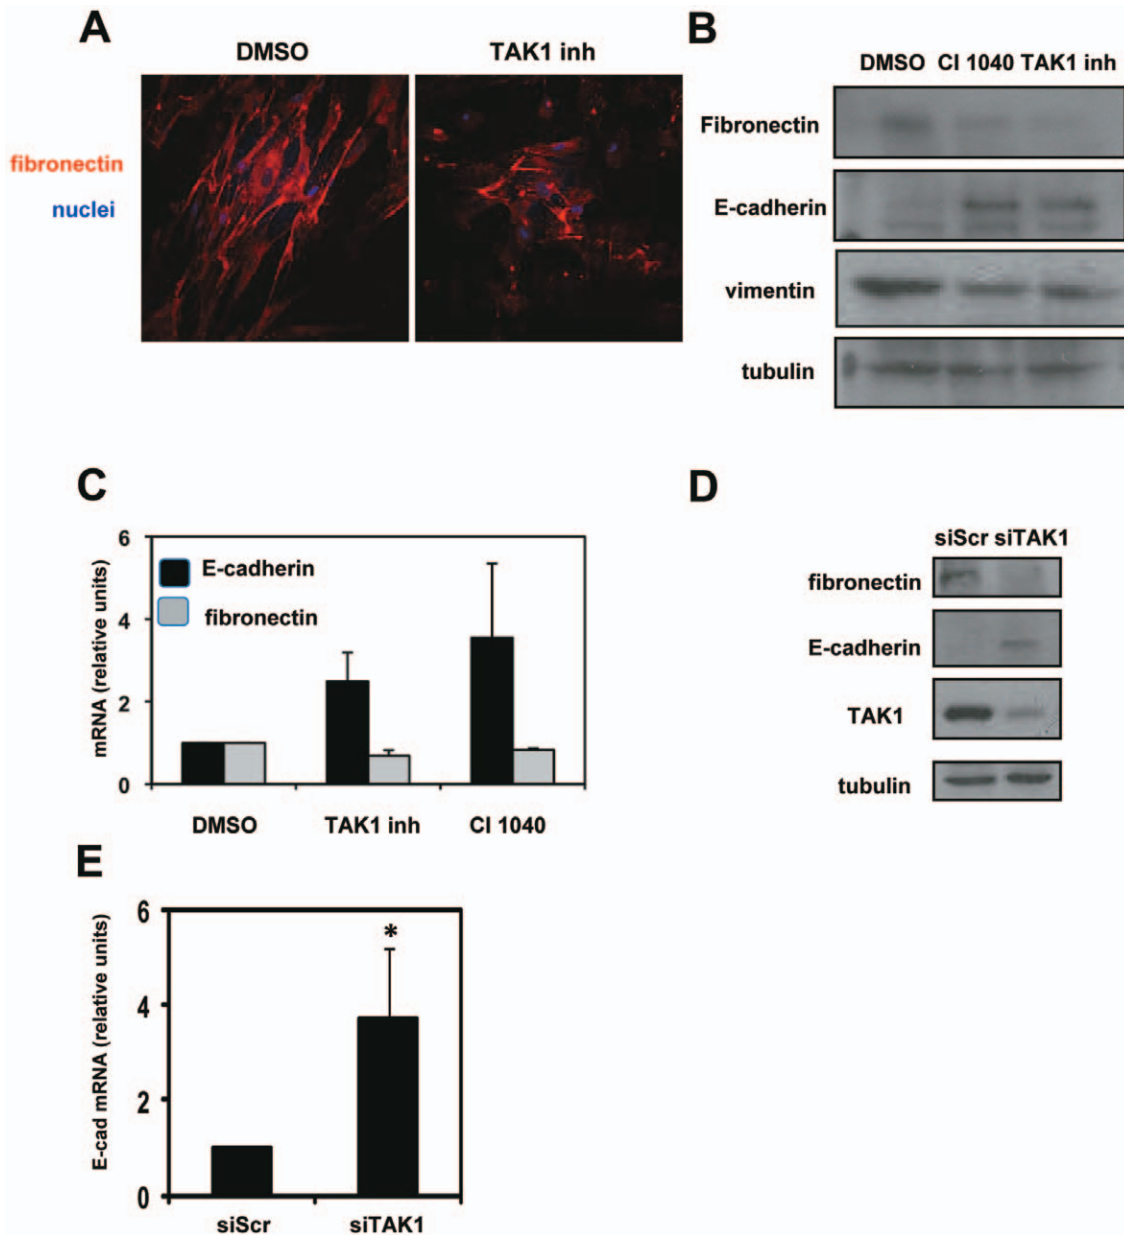 A
DMSO
TAK1 inh
fibronectin
nuclei
B
DMSO CI 1040 TAK1 inh
Fibronectin
E-cadherin
vimentin
tubulin
C
mRNA (relative units)
6
4
2
0
E-cadherin
fibronectin
DMSO
TAK1 inh
CI 1040
D
siScr siTAK1
fibronectin
E-cadherin
TAK1
tubulin
E
E-cad mRNA (relative units)
6
4
2
0
*
siScr
siTAK1